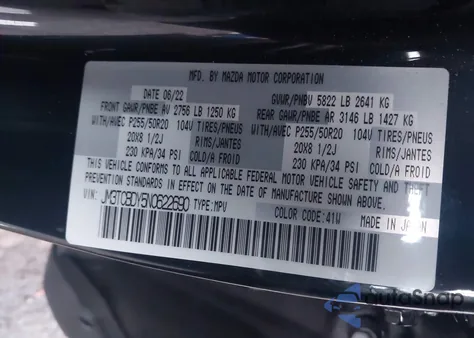 MFD. BY MAZDA MOTOR CORPORATION
DATE 06/22 GVWR/PNBV 5822 LB 2641 KG
FRONT GAWR/PNBE AV 2756 LB 1250 KG REAR GAWR/PNBE AR 3146 LB 1427 KG
WITH/AVEC P255/50R20 104V TIRES/PNEUS WITH/AVEC P255/50R20 104V TIRES/PNEUS
20X8 1/2J RIMS/JANTES 20X8 1/2J RIMS/JANTES
230 KPA/34 PSI COLD/A FROID 230 KPA/34 PSI COLD/A FROID
THIS VEHICLE CONFORMS TO ALL APPLICABLE FEDERAL MOTOR VEHICLE SAFETY AND THEFT
PREVENTION STANDARDS IN EFFECT ON THE DATE OF MANUFACTURE SHOWN ABOVE.
JM3TCBDY5N0622690 TYPE: MPV COLOR CODE: 41W MADE IN JAPAN
AutoSnap